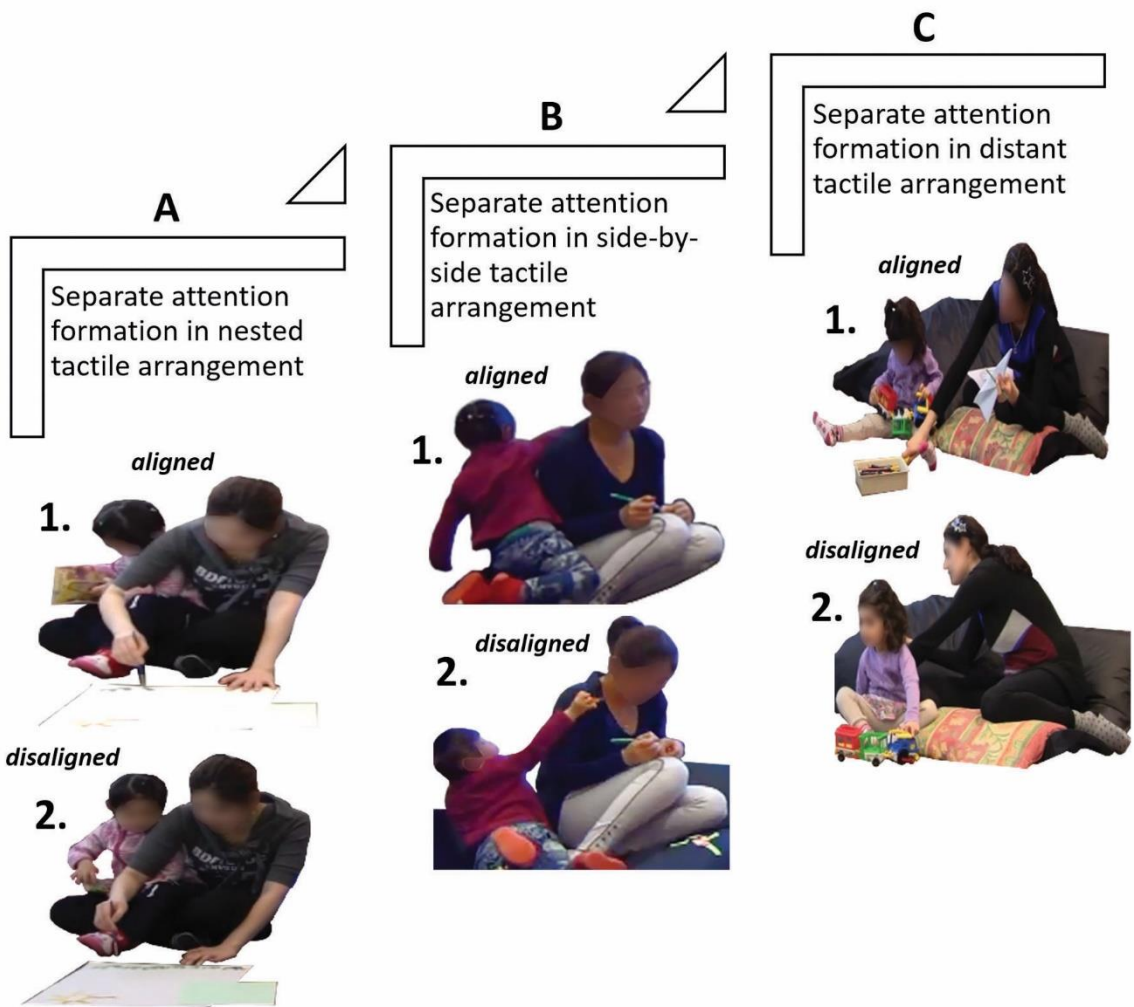 A
Separate attention
formation in nested
tactile arrangement
aligned
1.
disaligned
2.
B
Separate attention
formation in side-by-
side tactile
arrangement
aligned
1.
disaligned
2.
C
Separate attention
formation in distant
tactile arrangement
aligned
1.
disaligned
2.